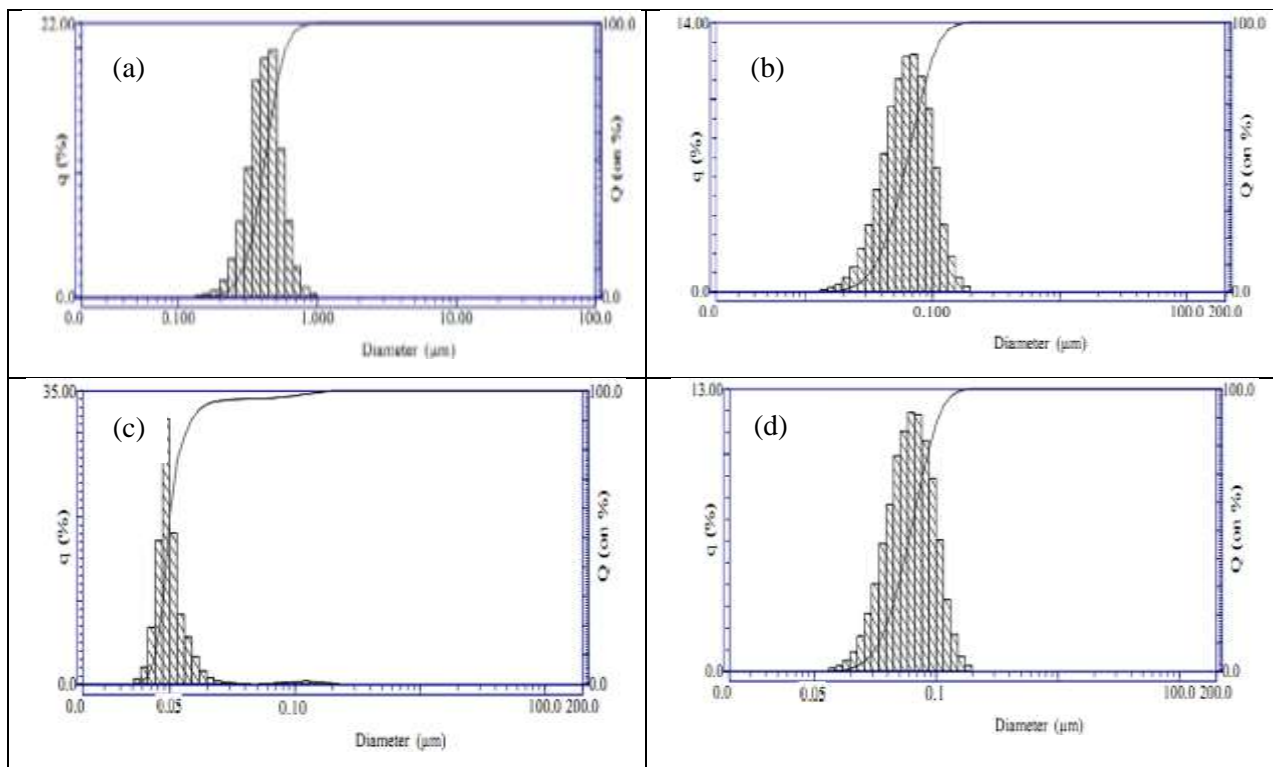 22.00
100.0
(a)
q (%)
Q (on %)
0.0
0.0
0.0 0.100 1.000 10.00 100.0
Diameter (µm)
14.00
100.0
(b)
q (%)
Q (on %)
0.0
0.0
0.0 0.100 100.0 200.0
Diameter (µm)
35.00
100.0
(c)
q (%)
Q (on %)
0.0
0.0
0.0 0.05 0.10 100.0 200.0
Diameter (µm)
13.00
100.0
(d)
q (%)
Q (on %)
0.0
0.0
0.0 0.05 0.1 100.0 200.0
Diameter (µm)